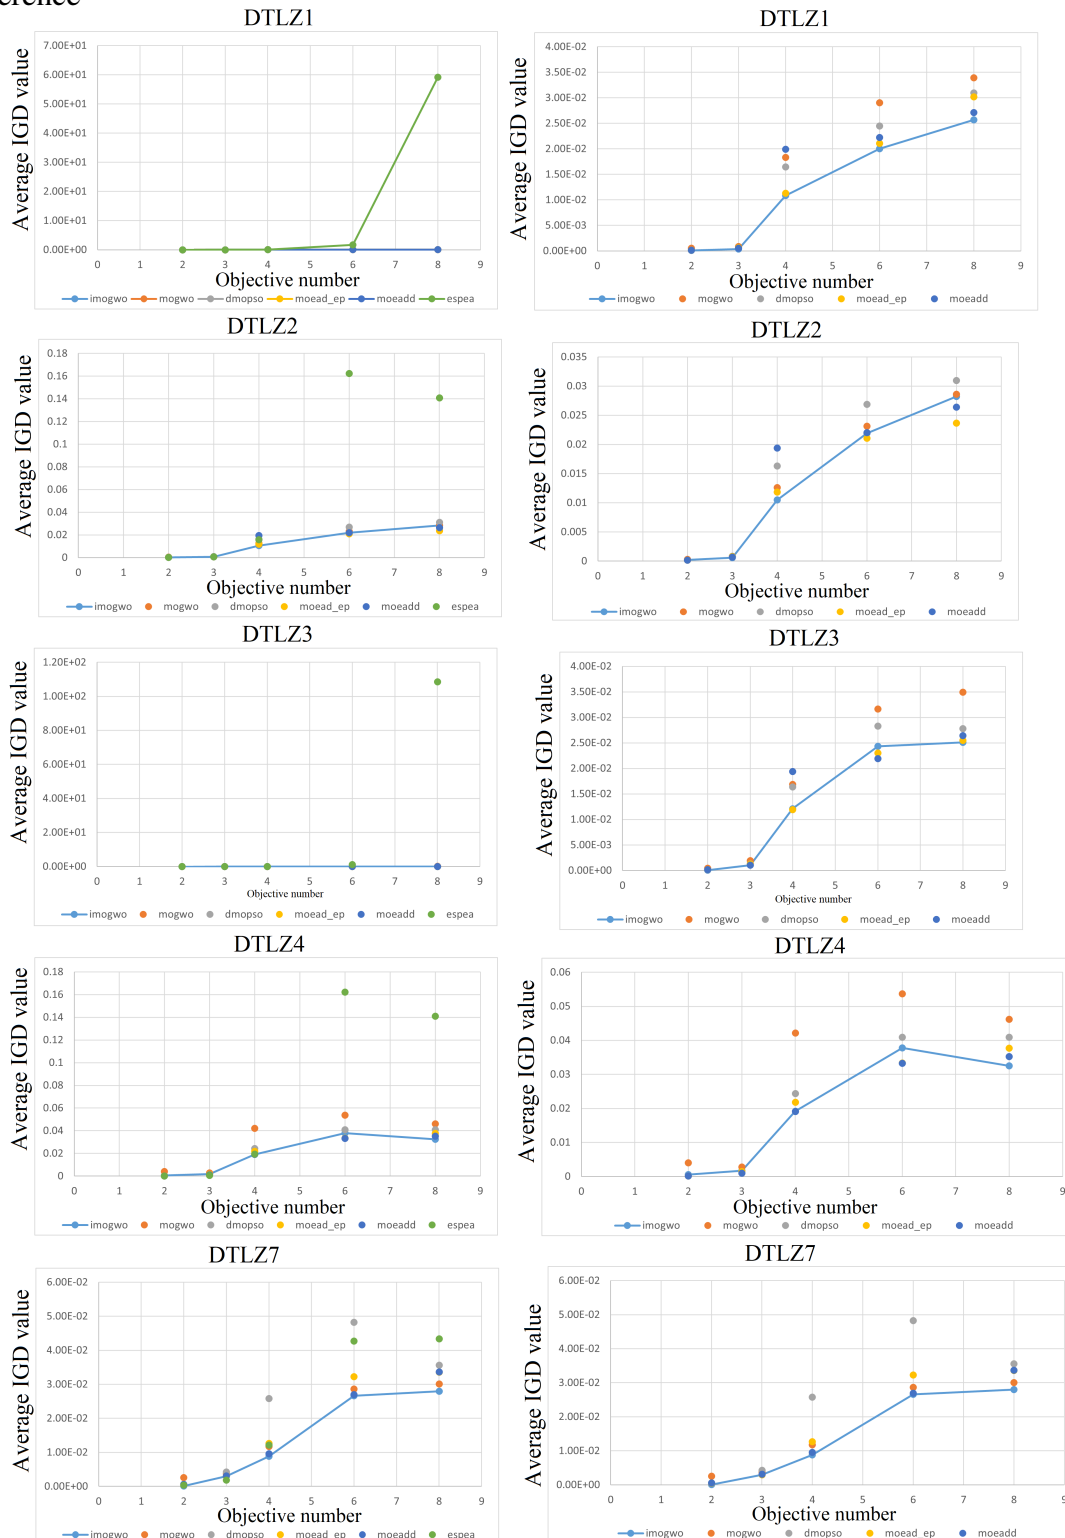 erence
DTLZ1
Average IGD value
7.00E+01
6.00E+01
5.00E+01
4.00E+01
3.00E+01
2.00E+01
1.00E+01
0.00E+00
0 1 2 3 4 5 6 7 8 9
Objective number
imogwo mogwo dmopso moead_ep moeadd espea
DTLZ1
Average IGD value
4.00E-02
3.50E-02
3.00E-02
2.50E-02
2.00E-02
1.50E-02
1.00E-02
5.00E-03
0.00E+00
0 1 2 3 4 5 6 7 8 9
Objective number
imogwo mogwo dmopso moead_ep moeadd
DTLZ2
Average IGD value
0.18
0.16
0.14
0.12
0.1
0.08
0.06
0.04
0.02
0
0 1 2 3 4 5 6 7 8 9
Objective number
imogwo mogwo dmopso moead_ep moeadd espea
DTLZ2
Average IGD value
0.035
0.03
0.025
0.02
0.015
0.01
0.005
0
0 1 2 3 4 5 6 7 8 9
Objective number
imogwo mogwo dmopso moead_ep moeadd
DTLZ3
Average IGD value
1.20E+02
1.00E+02
8.00E+01
6.00E+01
4.00E+01
2.00E+01
0.00E+00
0 1 2 3 4 5 6 7 8 9
Objective number
imogwo mogwo dmopso moead_ep moeadd espea
DTLZ3
Average IGD value
4.00E-02
3.50E-02
3.00E-02
2.50E-02
2.00E-02
1.50E-02
1.00E-02
5.00E-03
0.00E+00
0 1 2 3 4 5 6 7 8 9
Objective number
imogwo mogwo dmopso moead_ep moeadd
DTLZ4
Average IGD value
0.18
0.16
0.14
0.12
0.1
0.08
0.06
0.04
0.02
0
0 1 2 3 4 5 6 7 8 9
Objective number
imogwo mogwo dmopso moead_ep moeadd espea
DTLZ4
Average IGD value
0.06
0.05
0.04
0.03
0.02
0.01
0
0 1 2 3 4 5 6 7 8 9
Objective number
imogwo mogwo dmopso moead_ep moeadd
DTLZ7
Average IGD value
6.00E-02
5.00E-02
4.00E-02
3.00E-02
2.00E-02
1.00E-02
0.00E+00
0 1 2 3 4 5 6 7 8 9
Objective number
imogwo mogwo dmopso moead_ep moeadd espea
DTLZ7
Average IGD value
6.00E-02
5.00E-02
4.00E-02
3.00E-02
2.00E-02
1.00E-02
0.00E+00
0 1 2 3 4 5 6 7 8 9
Objective number
imogwo mogwo dmopso moead_ep moeadd